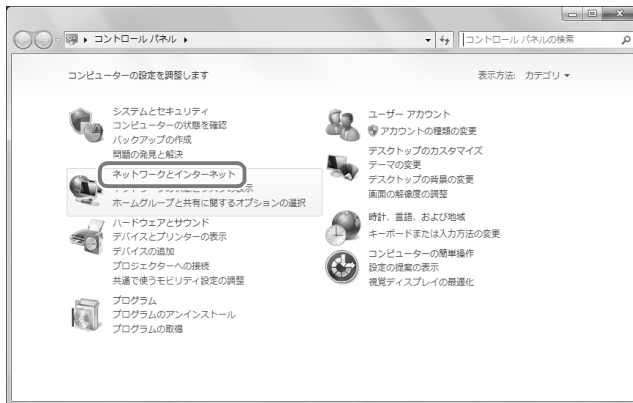 コントロール パネル
コントロール パネルの検索
コンピューターの設定を調整します
表示方法: カテゴリ
システムとセキュリティ
コンピューターの状態を確認
バックアップの作成
問題の発見と解決
ネットワークとインターネット
ネットワークの状態とタスクの表示
ホームグループと共有に関するオプションの選択
ハードウェアとサウンド
デバイスとプリンターの表示
デバイスの追加
プロジェクターへの接続
共通で使うモビリティ設定の調整
プログラム
プログラムのアンインストール
プログラムの取得
ユーザー アカウント
アカウントの種類の変更
デスクトップのカスタマイズ
テーマの変更
デスクトップの背景の変更
画面の解像度の調整
時計、言語、および地域
キーボードまたは入力方法の変更
コンピューターの簡単操作
設定の提案の表示
視覚ディスプレイの最適化